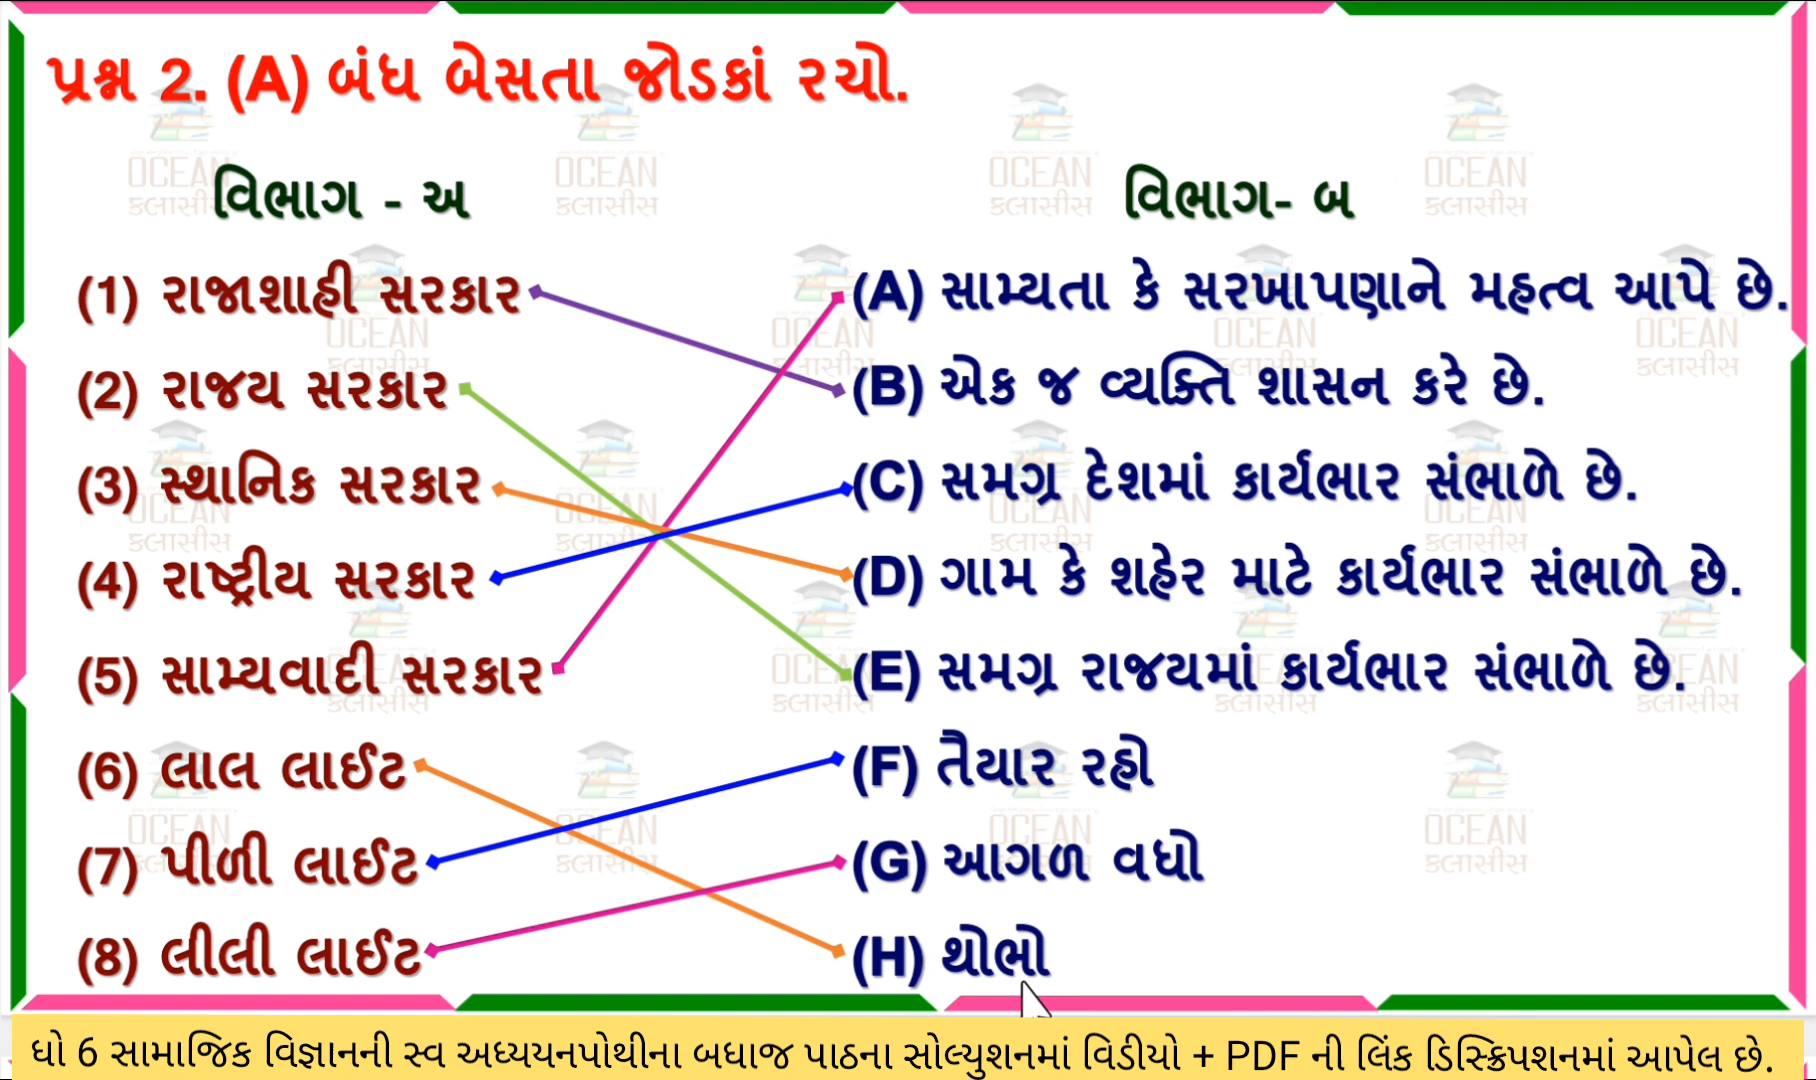 પ્રશ્ન 2. (A) બંધ બેસતા જોડકાં રચો.
વિભાગ - અ
વિભાગ- બ
(1) રાજાશાહી સરકાર
(A) સામ્યતા કે સરખાપણાને મહત્વ આપે છે.
(2) રાજય સરકાર
(B) એક જ વ્યક્તિ શાસન કરે છે.
(3) સ્થાનિક સરકાર
(C) સમગ્ર દેશમાં કાર્યભાર સંભાળે છે.
(4) રાષ્ટ્રીય સરકાર
(D) ગામ કે શહેર માટે કાર્યભાર સંભાળે છે.
(5) સામ્યવાદી સરકાર
(E) સમગ્ર રાજયમાં કાર્યભાર સંભાળે છે.
(6) લાલ લાઈટ
(F) તૈયાર રહો
(7) પીળી લાઈટ
(G) આગળ વધો
(8) લીલી લાઈટ
(H) થોભો
ધો 6 સામાજિક વિજ્ઞાનની સ્વ અધ્યયનપોથીના બધાજ પાઠના સોલ્યુશનમાં વિડીયો + PDF ની લિંક ડિસ્ક્રિપશનમાં આપેલ છે.
OCEAN
ક્લાસીસ